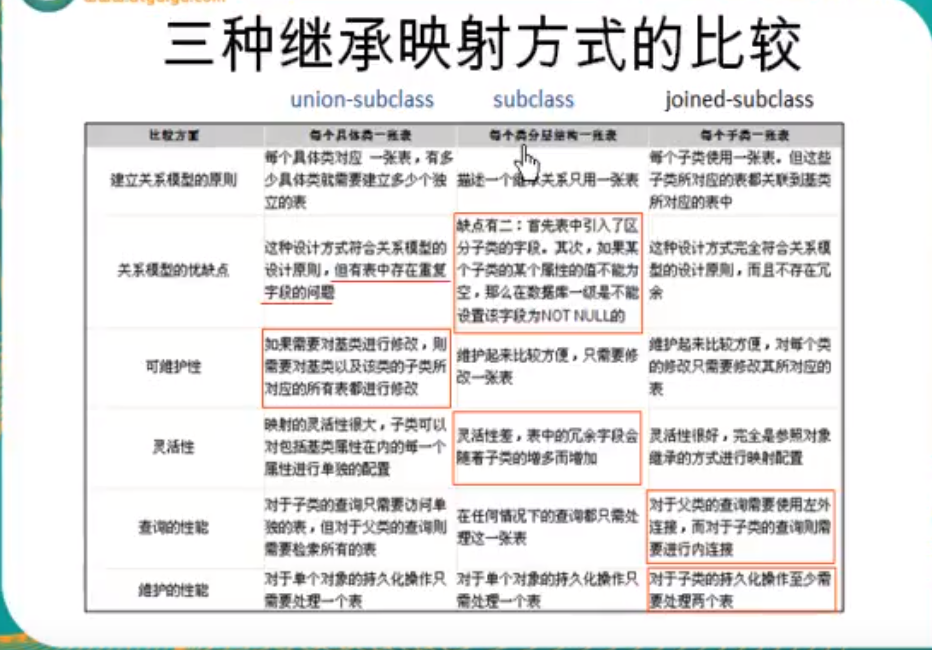 三种继承映射方式的比较
union-subclass subclass joined-subclass
比较方面 每个具体类一张表 每个类分层结构一张表 每个子类一张表
建立关系模型的原则
每个具体类对应 一张表，有多
少具体类就需要建立多少个独
立的表
描述一个继承关系只用一张表
每个子类使用一张表。但这些
子类所对应的表都关联到基类
所对应的表中
关系模型的优缺点
这种设计方式符合关系模型的
设计原则，但有表中存在重复
字段的问题
缺点有二：首先表中引入了区
分子类的字段。其次，如果某
个子类的某个属性的值不能为
空，那么在数据库一级是不能
设置该字段为NOT NULL的
这种设计方式完全符合关系模
型的设计原则，而且不存在冗
余
可维护性
如果需要对基类进行修改，则
需要对基类以及该类的子类所
对应的所有表都进行修改
维护起来比较方便，只需要修
改一张表
维护起来比较方便，对每个类
的修改只需要修改其所对应的
表
灵活性
映射的灵活性很大，子类可以
对包括基类属性在内的每一个
属性进行单独的配置
灵活性差，表中的冗余字段会
随着子类的增多而增加
灵活性很好，完全是参照对象
继承的方式进行映射配置
查询的性能
对于子类的查询只需要访问单
独的表，但对于父类的查询则
需要检索所有的表
在任何情况下的查询都只需处
理这一张表
对于父类的查询需要使用左外
连接，而对于子类的查询则需
要进行内连接
维护的性能
对于单个对象的持久化操作只
需要处理一个表
对于单个对象的持久化操作只
需处理一个表
对于子类的持久化操作至少需
要处理两个表